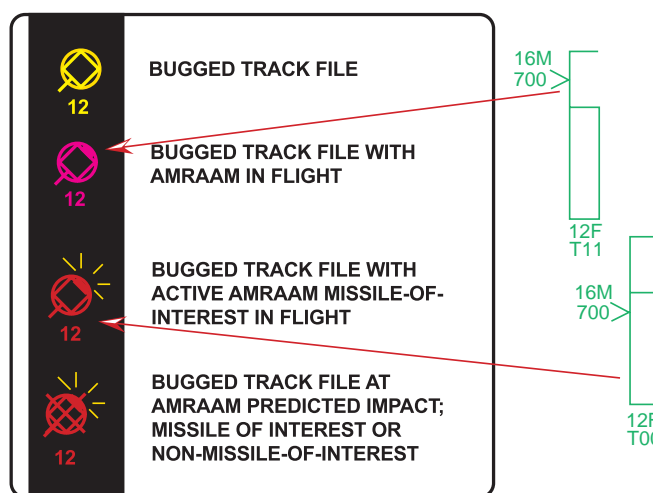 12
BUGGED TRACK FILE
12
BUGGED TRACK FILE WITH
AMRAAM IN FLIGHT
12
BUGGED TRACK FILE WITH
ACTIVE AMRAAM MISSILE-OF-
INTEREST IN FLIGHT
12
BUGGED TRACK FILE AT
AMRAAM PREDICTED IMPACT;
MISSILE OF INTEREST OR
NON-MISSILE-OF-INTEREST
16M
700
12F
T11
16M
700